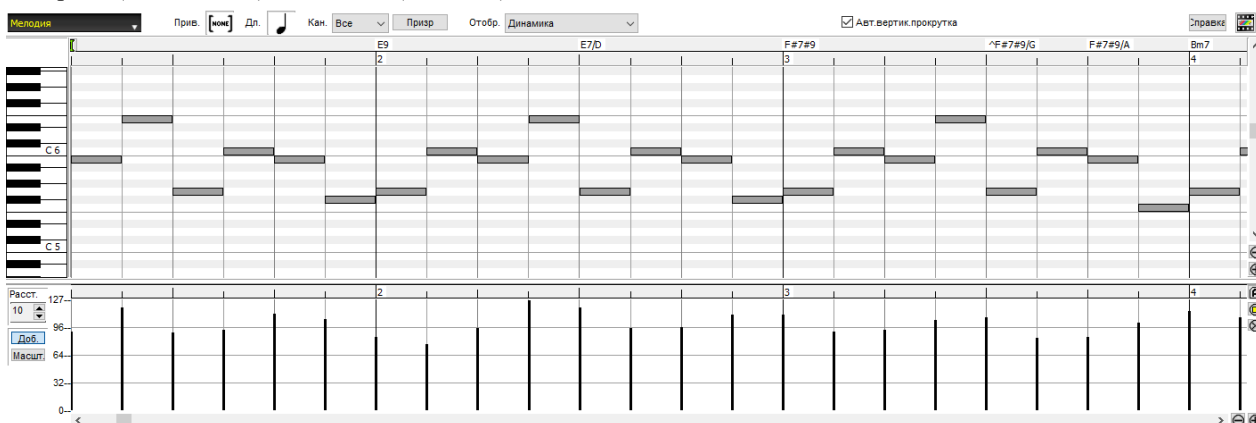 Мелодия Прив. [NONE] Дл. Кан. Все Призр Отобр. Динамика Авт.вертик.прокрутка Справка
E9 E7/D F#7#9 ^F#7#9/G F#7#9/A Bm7
2 3 4
C 6
C 5
Расст. 2 3 4
127
10
Доб. 96
Масшт. 64
32
0